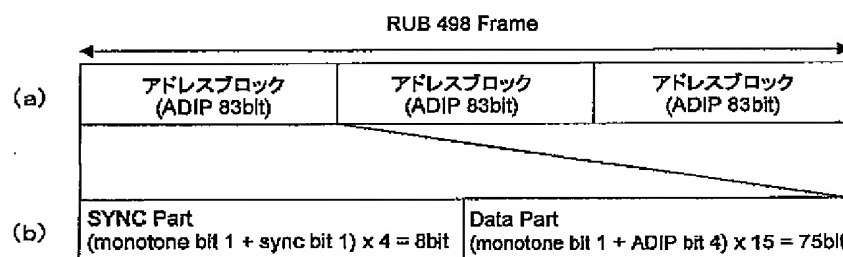 RUB 498 Frame
(a)
アドレスブロック
(ADIP 83bit)
アドレスブロック
(ADIP 83bit)
アドレスブロック
(ADIP 83bit)
(b)
SYNC Part
(monotone bit 1 + sync bit 1) x 4 = 8bit
Data Part
(monotone bit 1 + ADIP bit 4) x 15 = 75bit